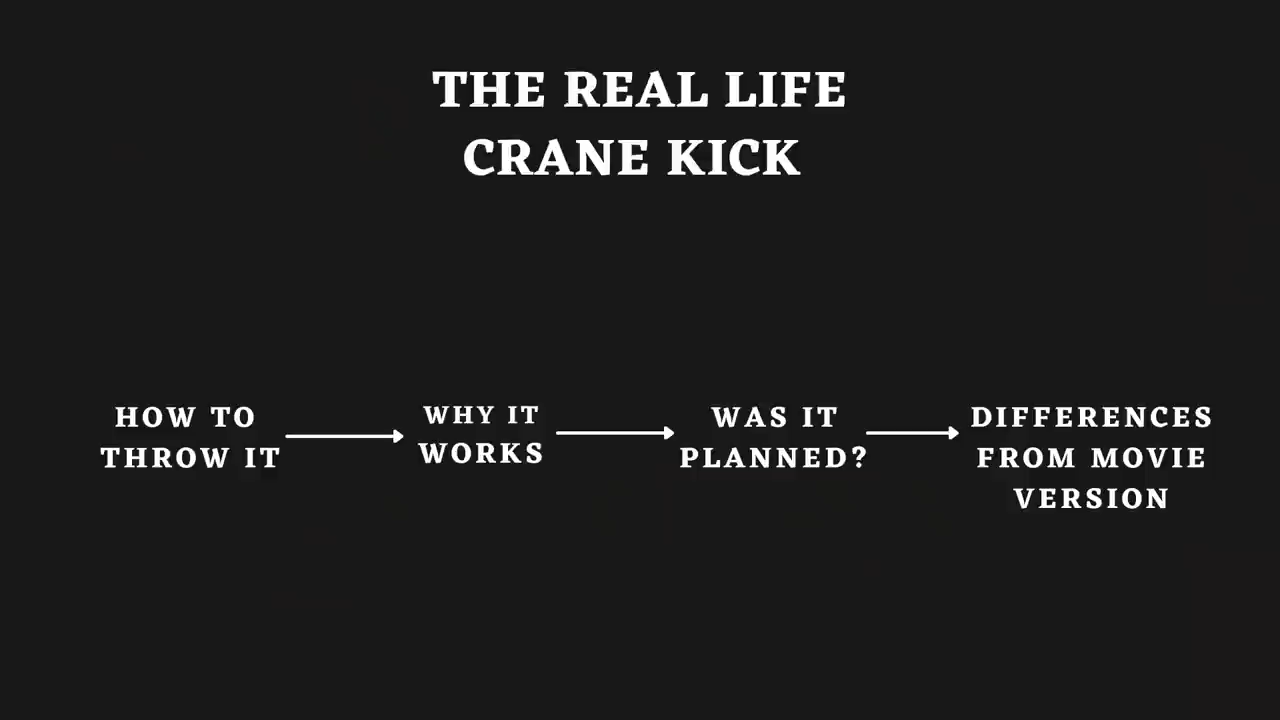 THE REAL LIFE
CRANE KICK
HOW TO
THROW IT
WHY IT
WORKS
WAS IT
PLANNED?
DIFFERENCES
FROM MOVIE
VERSION